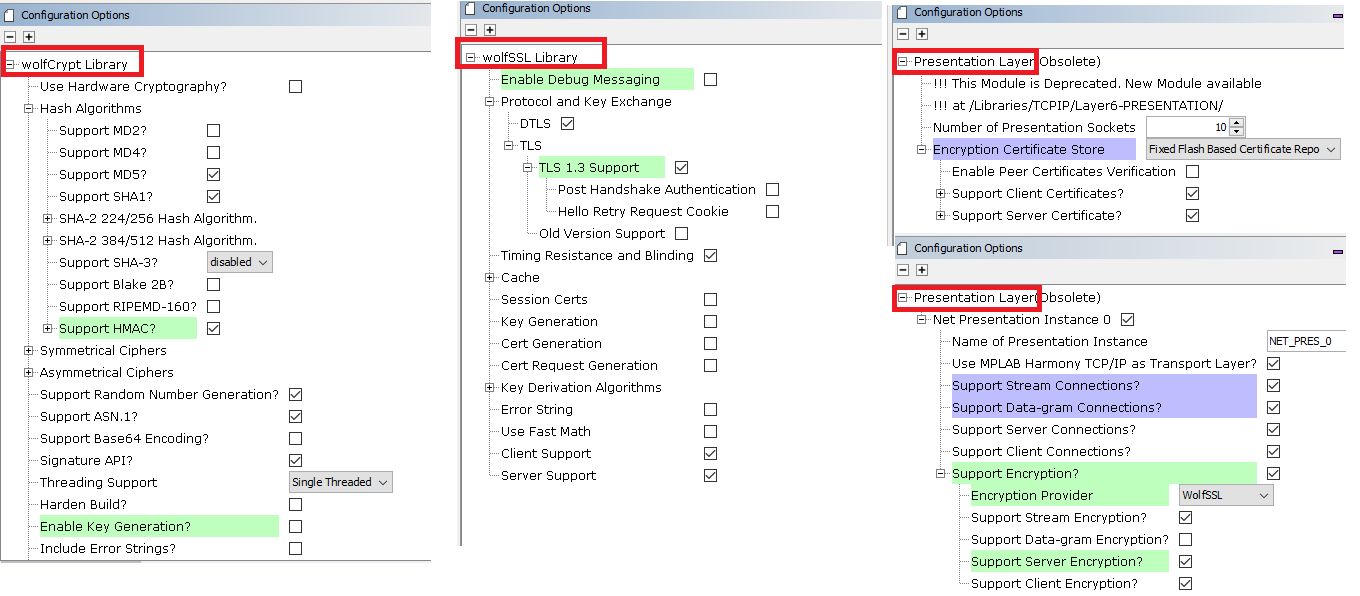 Configuration Options
wolfCrypt Library
Use Hardware Cryptography?
Hash Algorithms
Support MD2?
Support MD4?
Support MD5?
Support SHA1?
SHA-2 224/256 Hash Algorithm.
SHA-2 384/512 Hash Algorithm.
Support SHA-3? disabled
Support Blake 2B?
Support RIPEMD-160?
Support HMAC?
Symmetrical Ciphers
Asymmetrical Ciphers
Support Random Number Generation?
Support ASN.1?
Support Base64 Encoding?
Signature API?
Threading Support Single Threaded
Harden Build?
Enable Key Generation?
Include Error Strings?
Configuration Options
wolfSSL Library
Enable Debug Messaging
Protocol and Key Exchange
DTLS
TLS
TLS 1.3 Support
Post Handshake Authentication
Hello Retry Request Cookie
Old Version Support
Timing Resistance and Blinding
Cache
Session Certs
Key Generation
Cert Generation
Cert Request Generation
Key Derivation Algorithms
Error String
Use Fast Math
Client Support
Server Support
Configuration Options
Presentation Layer(Obsolete)
!!! This Module is Deprecated. New Module available
!!! at /Libraries/TCPIP/Layer6-PRESENTATION/
Number of Presentation Sockets 10
Encryption Certificate Store Fixed Flash Based Certificate Repo
Enable Peer Certificates Verification
Support Client Certificates?
Support Server Certificate?
Configuration Options
Presentation Layer(Obsolete)
Net Presentation Instance 0
Name of Presentation Instance NET_PRES_0
Use MPLAB Harmony TCP/IP as Transport Layer?
Support Stream Connections?
Support Data-gram Connections?
Support Server Connections?
Support Client Connections?
Support Encryption?
Encryption Provider WolfSSL
Support Stream Encryption?
Support Data-gram Encryption?
Support Server Encryption?
Support Client Encryption?